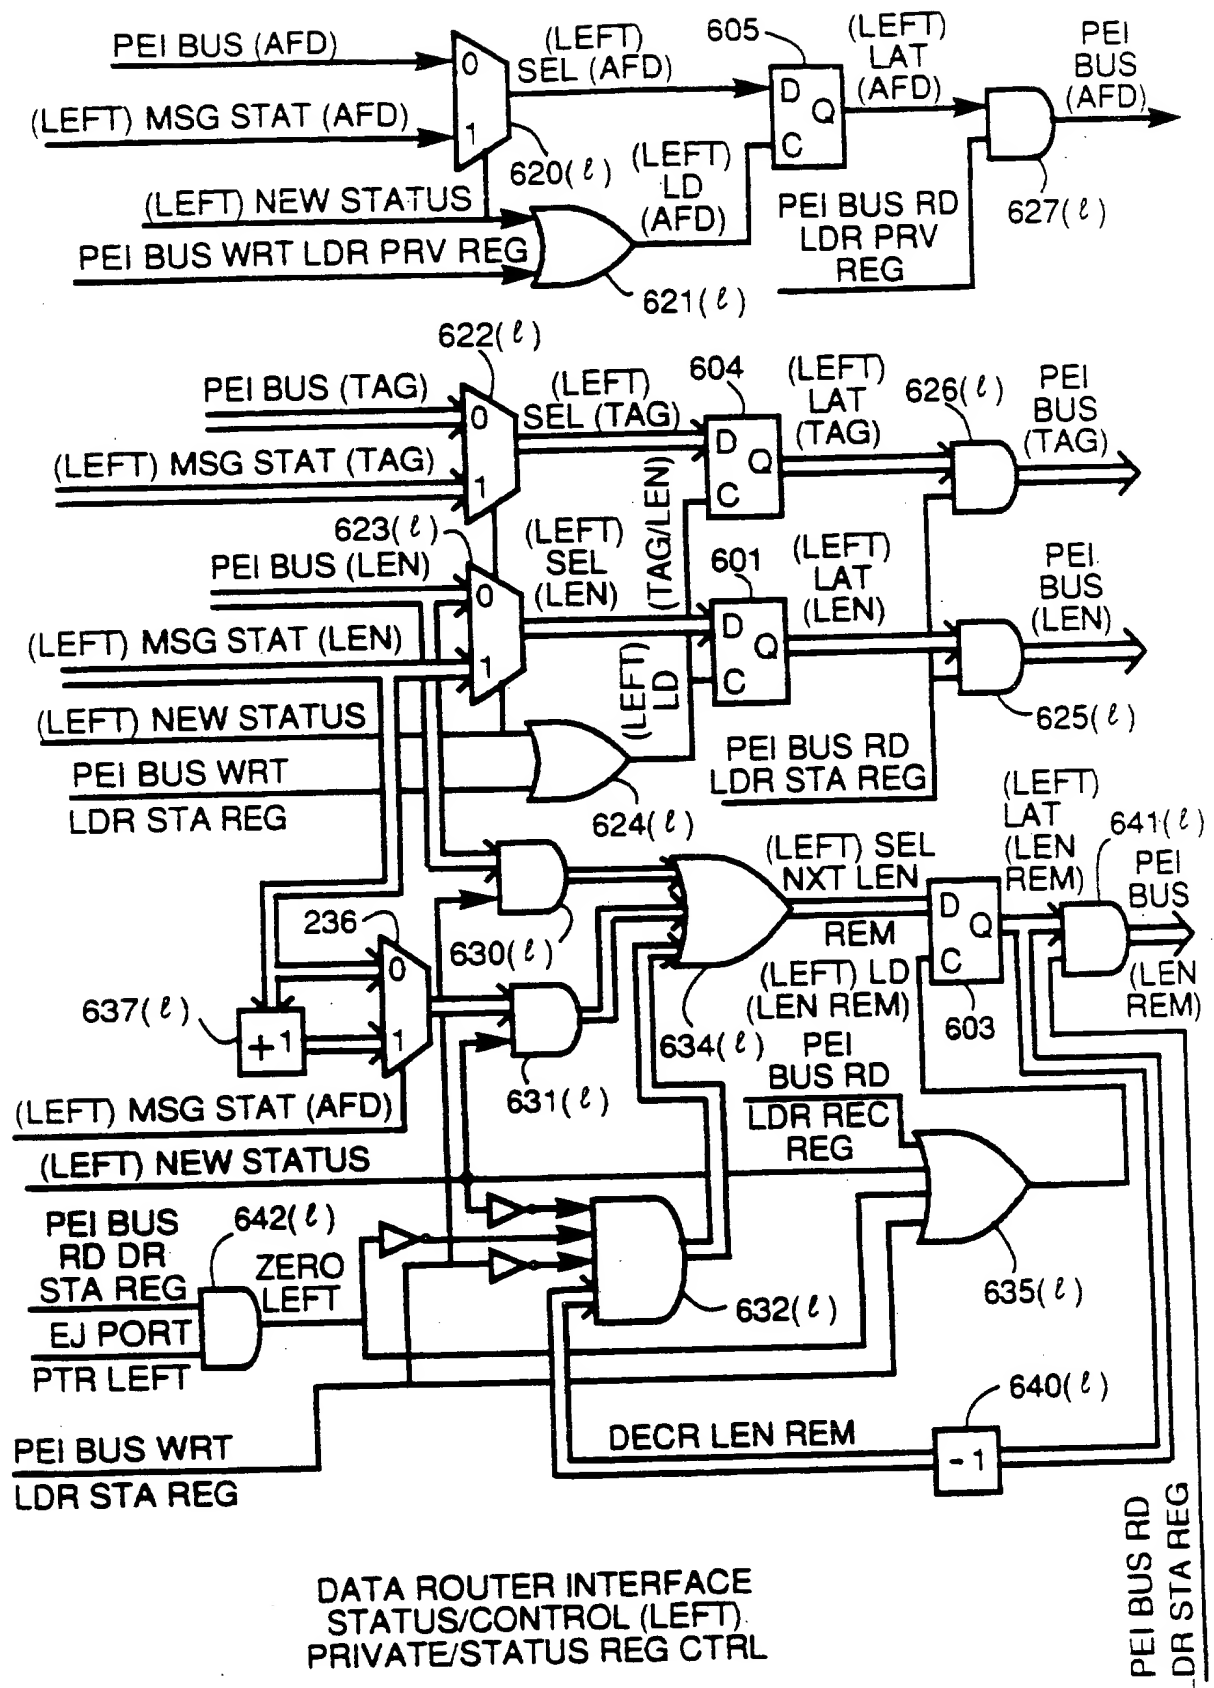 PEI BUS (AFD)
0
(LEFT)
SEL (AFD)
605
D
Q
C
(LEFT)
LAT
(AFD)
PEI
BUS
(AFD)
(LEFT) MSG STAT (AFD)
1
620(ℓ)
(LEFT)
LD
(AFD)
(LEFT) NEW STATUS
PEI BUS WRT LDR PRV REG
621(ℓ)
PEI BUS RD
LDR PRV
REG
627(ℓ)
622(ℓ)
PEI BUS (TAG)
0
(LEFT)
SEL (TAG)
604
D
Q
C
(LEFT)
LAT
(TAG)
626(ℓ)
PEI
BUS
(TAG)
(LEFT) MSG STAT (TAG)
1
623(ℓ)
PEI BUS (LEN)
0
(LEFT)
SEL
(LEN)
(LEFT) LD
(TAG/LEN)
601
D
Q
C
(LEFT)
LAT
(LEN)
PEI
BUS
(LEN)
(LEFT) MSG STAT (LEN)
1
625(ℓ)
(LEFT) NEW STATUS
PEI BUS WRT
LDR STA REG
624(ℓ)
PEI BUS RD
LDR STA REG
630(ℓ)
(LEFT) SEL
NXT LEN
REM
634(ℓ)
D
Q
C
603
(LEFT)
LAT
(LEN
REM)
641(ℓ)
PEI
BUS
(LEN
REM)
236
0
1
637(ℓ)
+1
631(ℓ)
(LEFT) LD
(LEN REM)
PEI
BUS RD
LDR REC
REG
(LEFT) MSG STAT (AFD)
(LEFT) NEW STATUS
PEI BUS
RD DR
STA REG
642(ℓ)
ZERO
LEFT
EJ PORT
PTR LEFT
632(ℓ)
635(ℓ)
PEI BUS WRT
LDR STA REG
DECR LEN REM
640(ℓ)
-1
PEI BUS RD
LDR STA REG
DATA ROUTER INTERFACE
STATUS/CONTROL (LEFT)
PRIVATE/STATUS REG CTRL